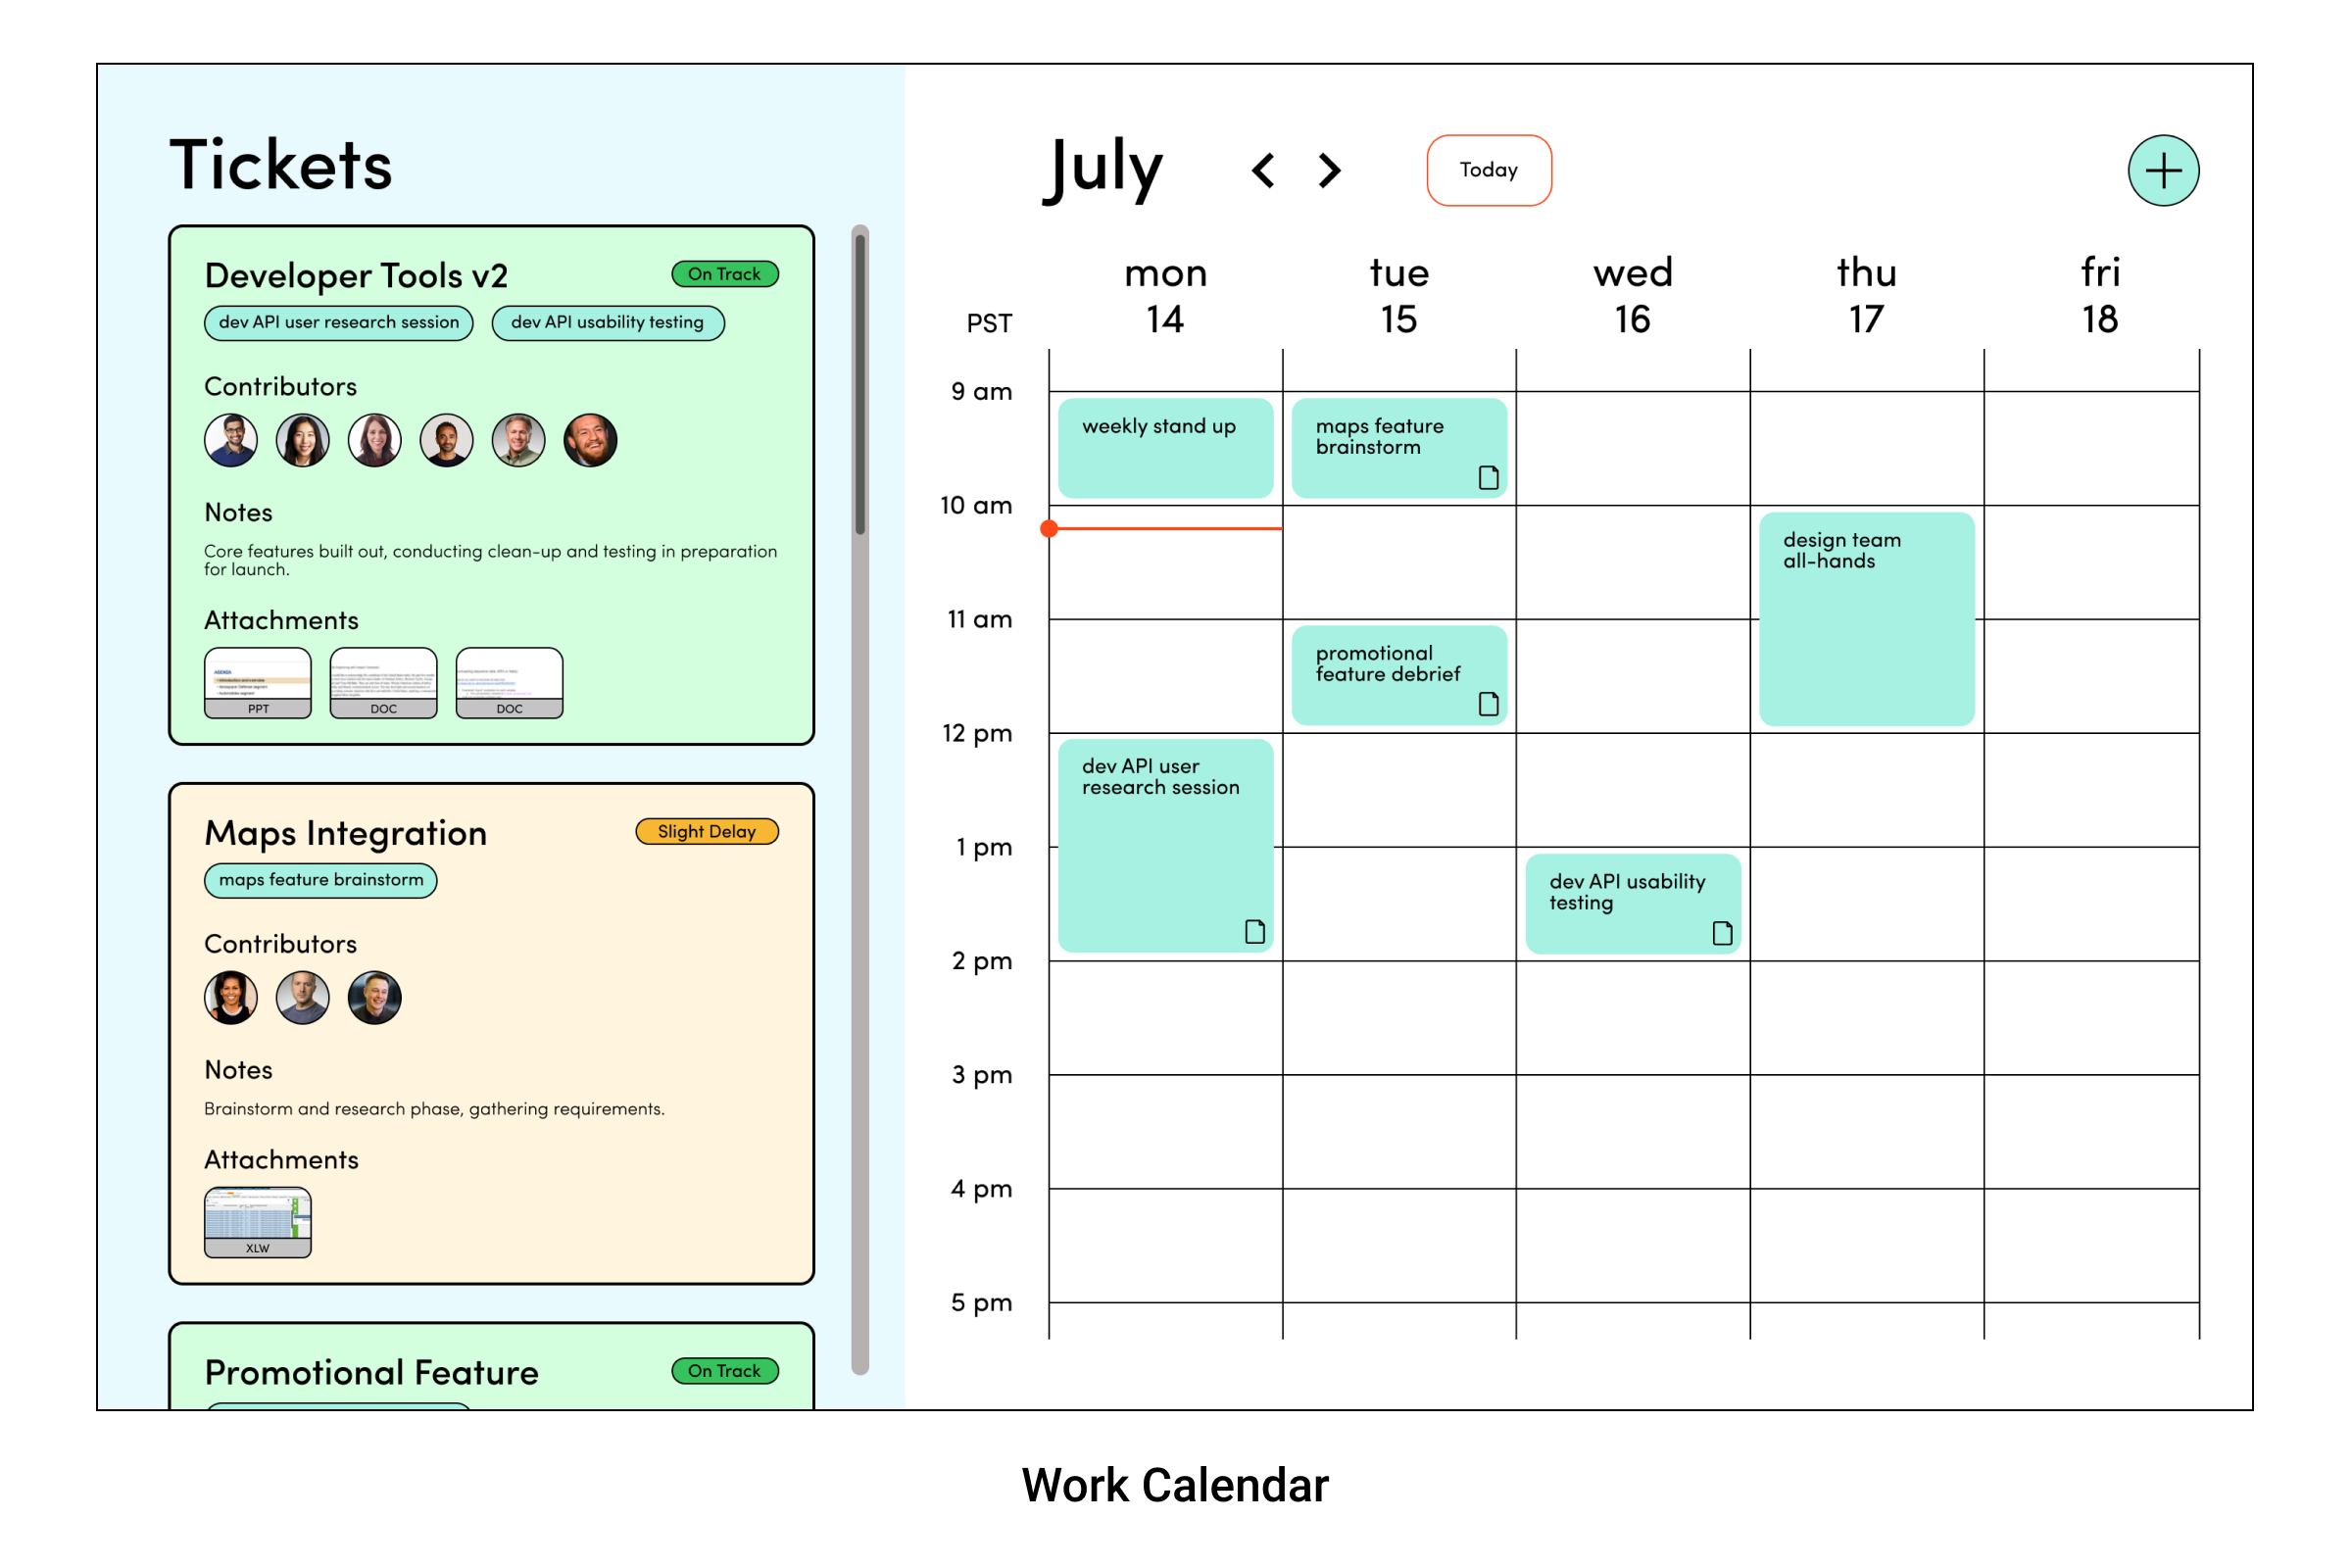 Tickets
Developer Tools v2
On Track
dev API user research session
dev API usability testing
Contributors
Notes
Core features built out, conducting clean-up and testing in preparation
for launch.
Attachments
AGENDA
PPT
DOC
DOC
Maps Integration
Slight Delay
maps feature brainstorm
Contributors
Notes
Brainstorm and research phase, gathering requirements.
Attachments
XLW
Promotional Feature
On Track
July
Today
PST
mon
14
tue
15
wed
16
thu
17
fri
18
9 am
weekly stand up
maps feature
brainstorm
10 am
design team
all-hands
11 am
promotional
feature debrief
12 pm
dev API user
research session
1 pm
dev API usability
testing
2 pm
3 pm
4 pm
5 pm
Work Calendar